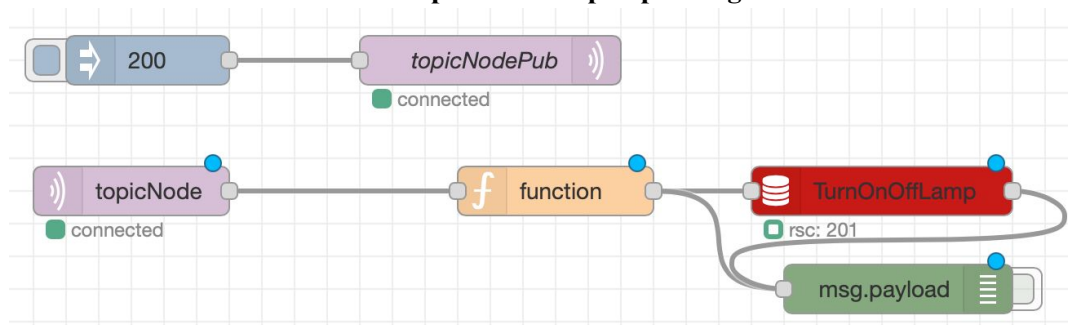 200
topicNodePub
connected
topicNode
function
TurnOnOffLamp
connected
rsc: 201
msg.payload